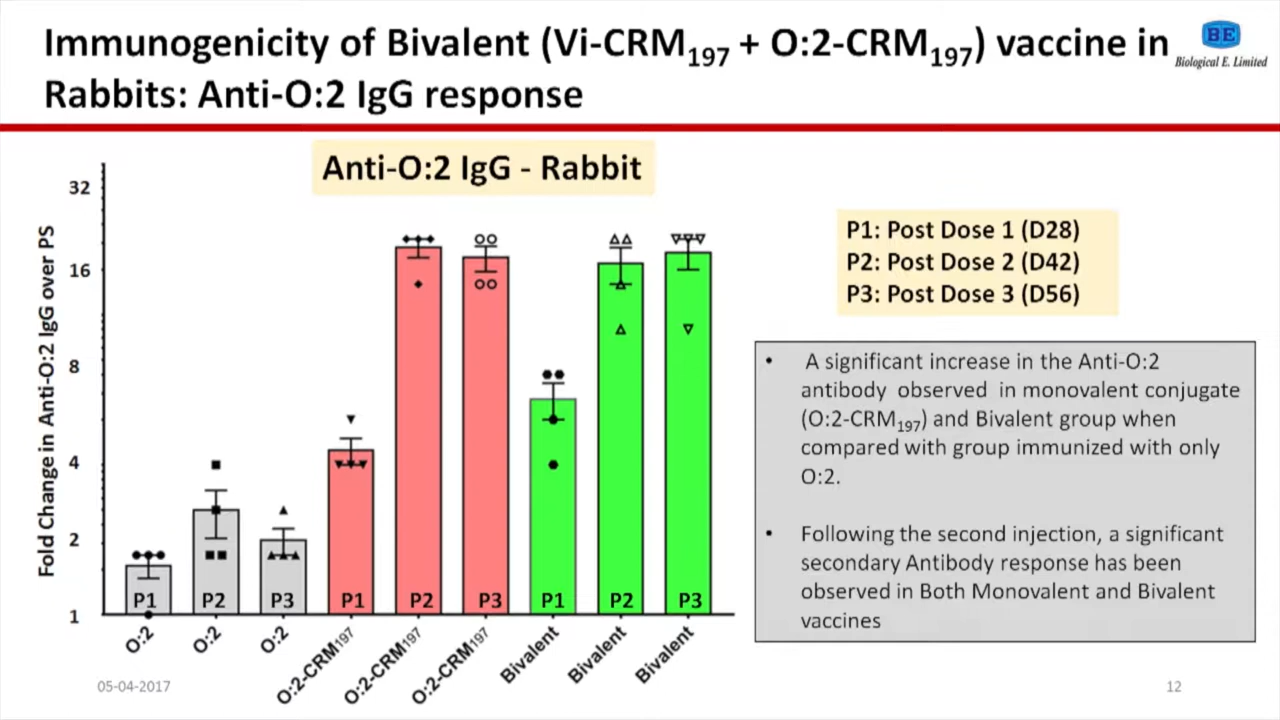 Immunogenicity of Bivalent (Vi-CRM197 + O:2-CRM197) vaccine in
Rabbits: Anti-O:2 IgG response
BE
Biological E. Limited
Anti-O:2 IgG - Rabbit
Fold Change in Anti-O:2 IgG over PS
32
16
8
4
2
1
P1
P2
P3
P1
P2
P3
P1
P2
P3
O:2
O:2
O:2
O:2-CRM197
O:2-CRM197
O:2-CRM197
Bivalent
Bivalent
Bivalent
P1: Post Dose 1 (D28)
P2: Post Dose 2 (D42)
P3: Post Dose 3 (D56)
• A significant increase in the Anti-O:2
antibody observed in monovalent conjugate
(O:2-CRM197) and Bivalent group when
compared with group immunized with only
O:2.
• Following the second injection, a significant
secondary Antibody response has been
observed in Both Monovalent and Bivalent
vaccines
05-04-2017
12